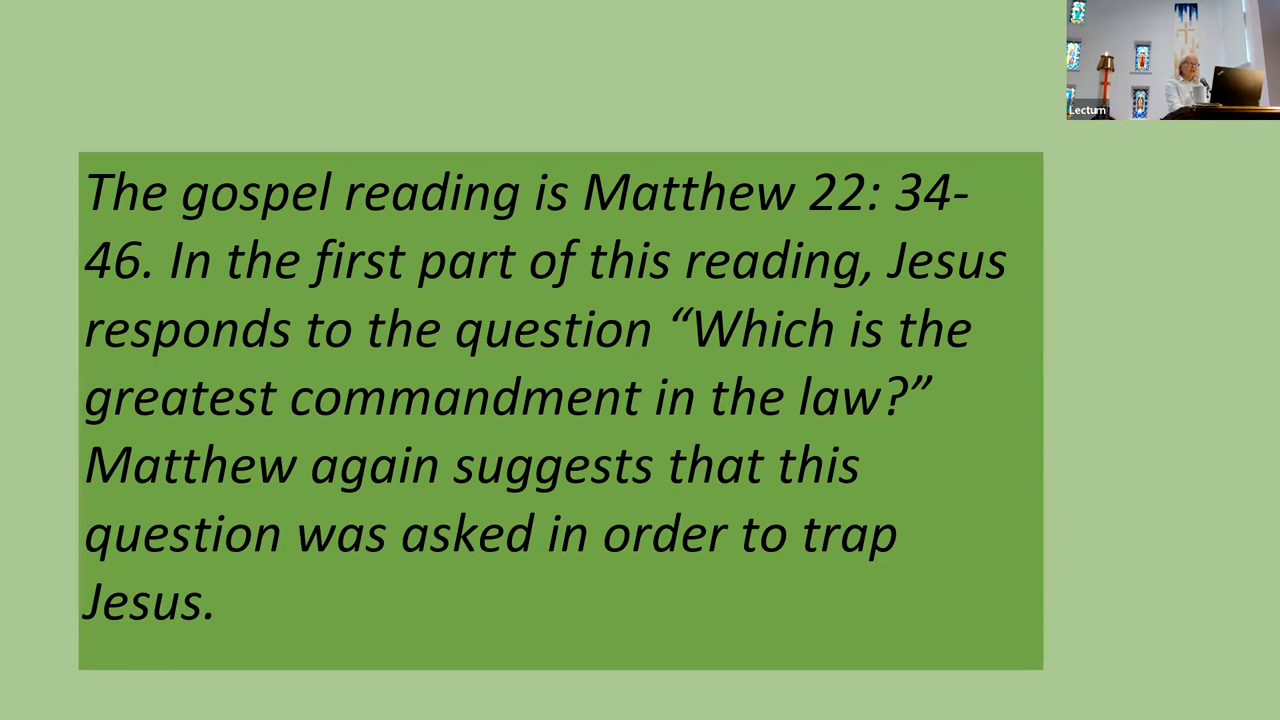 The gospel reading is Matthew 22: 34-
46. In the first part of this reading, Jesus
responds to the question “Which is the
greatest commandment in the law?”
Matthew again suggests that this
question was asked in order to trap
Jesus.
Lecturn